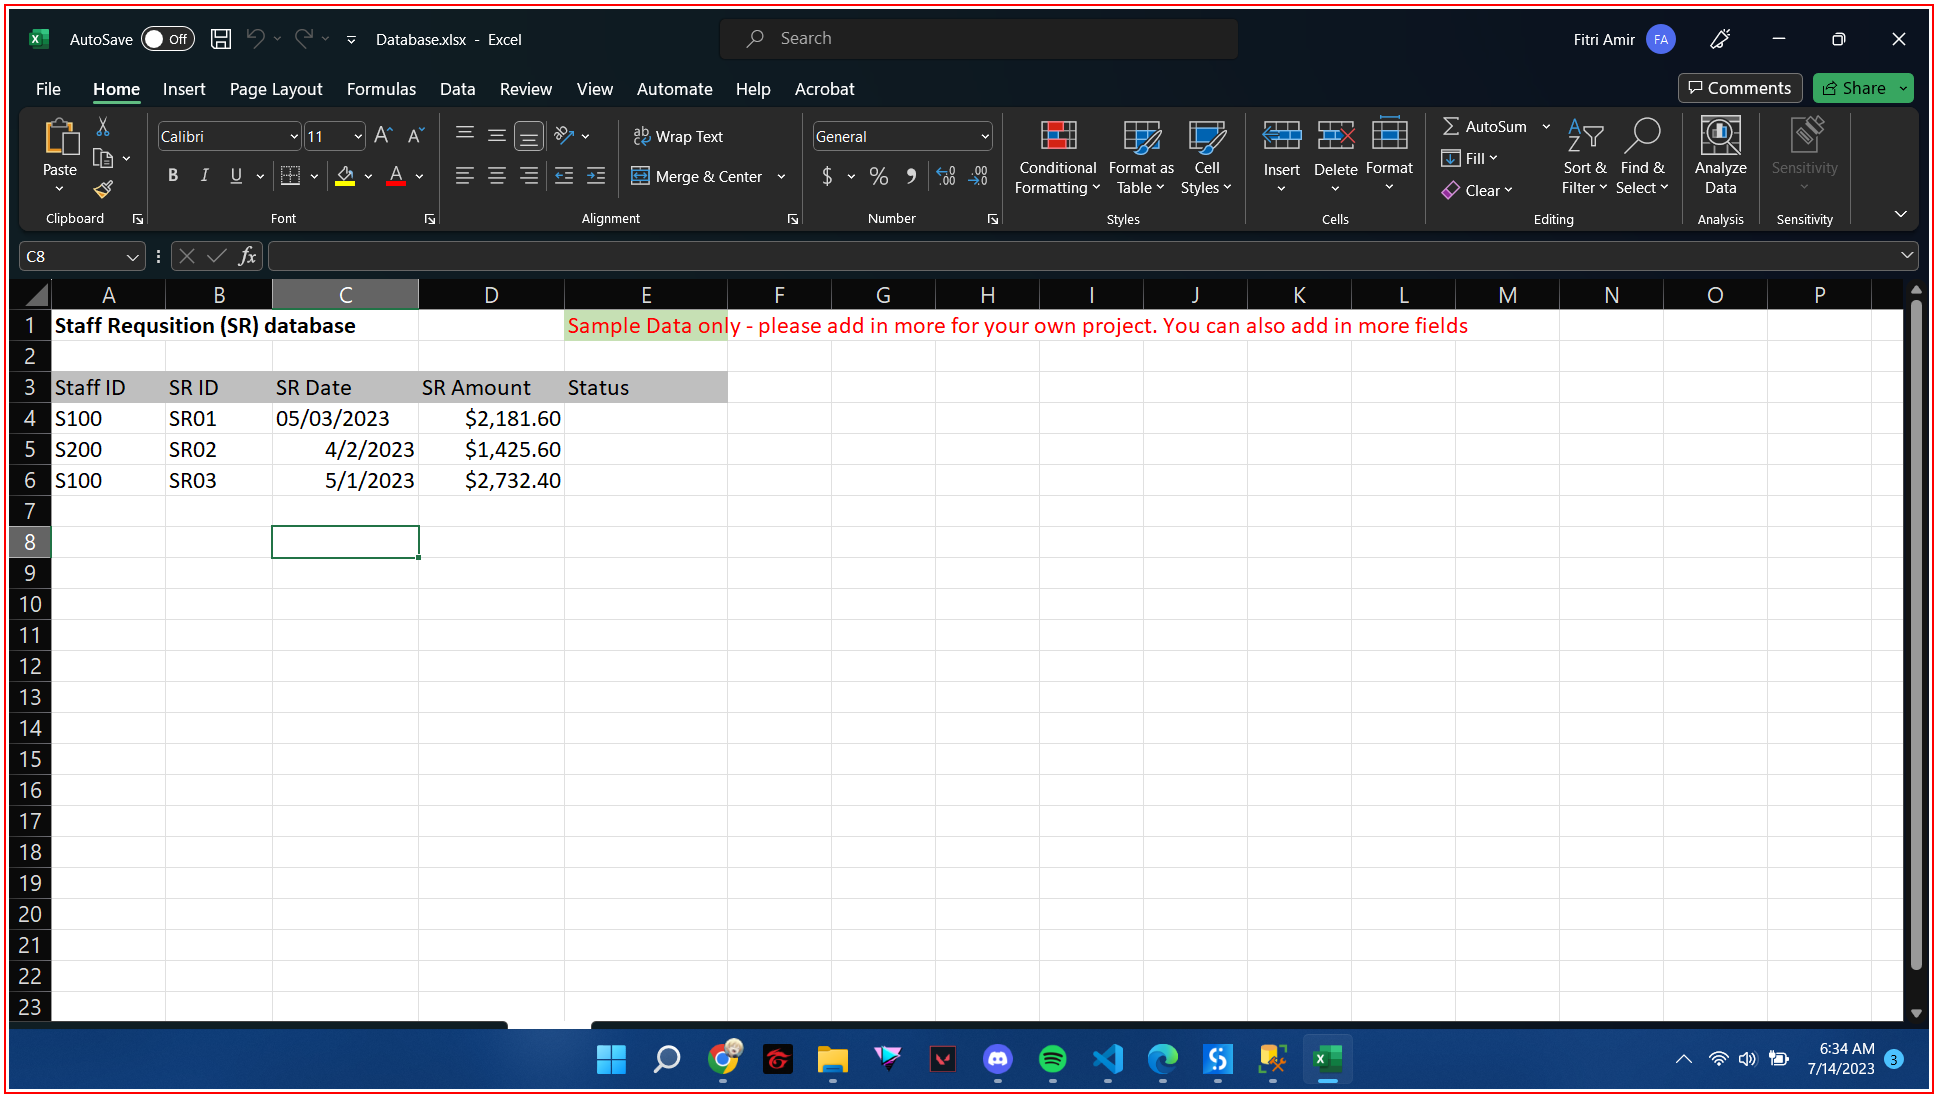 AutoSave Off Database.xlsx - Excel Search Fitri Amir FA
File Home Insert Page Layout Formulas Data Review View Automate Help Acrobat Comments Share
Paste Calibri 11 Wrap Text General Conditional Formatting Format as Table Cell Styles Insert Delete Format AutoSum Sort & Filter Find & Select Analyze Data Sensitivity
B I U A Merge & Center $ % Fill
Clear
Clipboard Font Alignment Number Styles Cells Editing Analysis Sensitivity
C8 fx
A B C D E F G H I J K L M N O P
1 Staff Requsition (SR) database Sample Data only - please add in more for your own project. You can also add in more fields
2
3 Staff ID SR ID SR Date SR Amount Status
4 S100 SR01 05/03/2023 $2,181.60
5 S200 SR02 4/2/2023 $1,425.60
6 S100 SR03 5/1/2023 $2,732.40
7
8
9
10
11
12
13
14
15
16
17
18
19
20
21
22
23
6:34 AM
7/14/2023 3